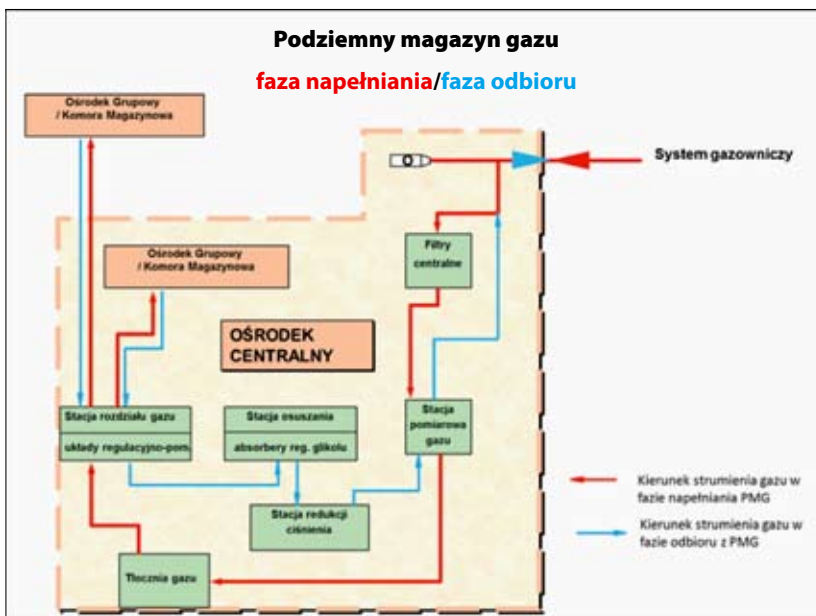 Podziemny magazyn gazu
faza napełniania/faza odbioru
Ośrodek Grupowy
/ Komora Magazynowa
System gazowniczy
Filtry
centralne
Ośrodek Grupowy
/ Komora Magazynowa
OŚRODEK
CENTRALNY
Stacja rozdziału gazu
układy regulacyjno-pom.
Stacja osuszania
absorbery reg. glikolu
Stacja
pomiarowa
gazu
Stacja redukcji
ciśnienia
Tłocznia gazu
Kierunek strumienia gazu w
fazie napełniania PMG
Kierunek strumienia gazu w
fazie odbioru z PMG